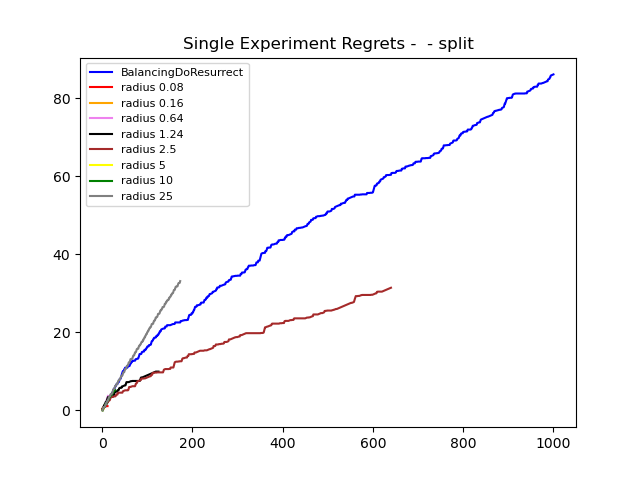 Single Experiment Regrets -  - split
BalancingDoResurrect
radius 0.08
radius 0.16
radius 0.64
radius 1.24
radius 2.5
radius 5
radius 10
radius 25
80
60
40
20
0
0 200 400 600 800 1000